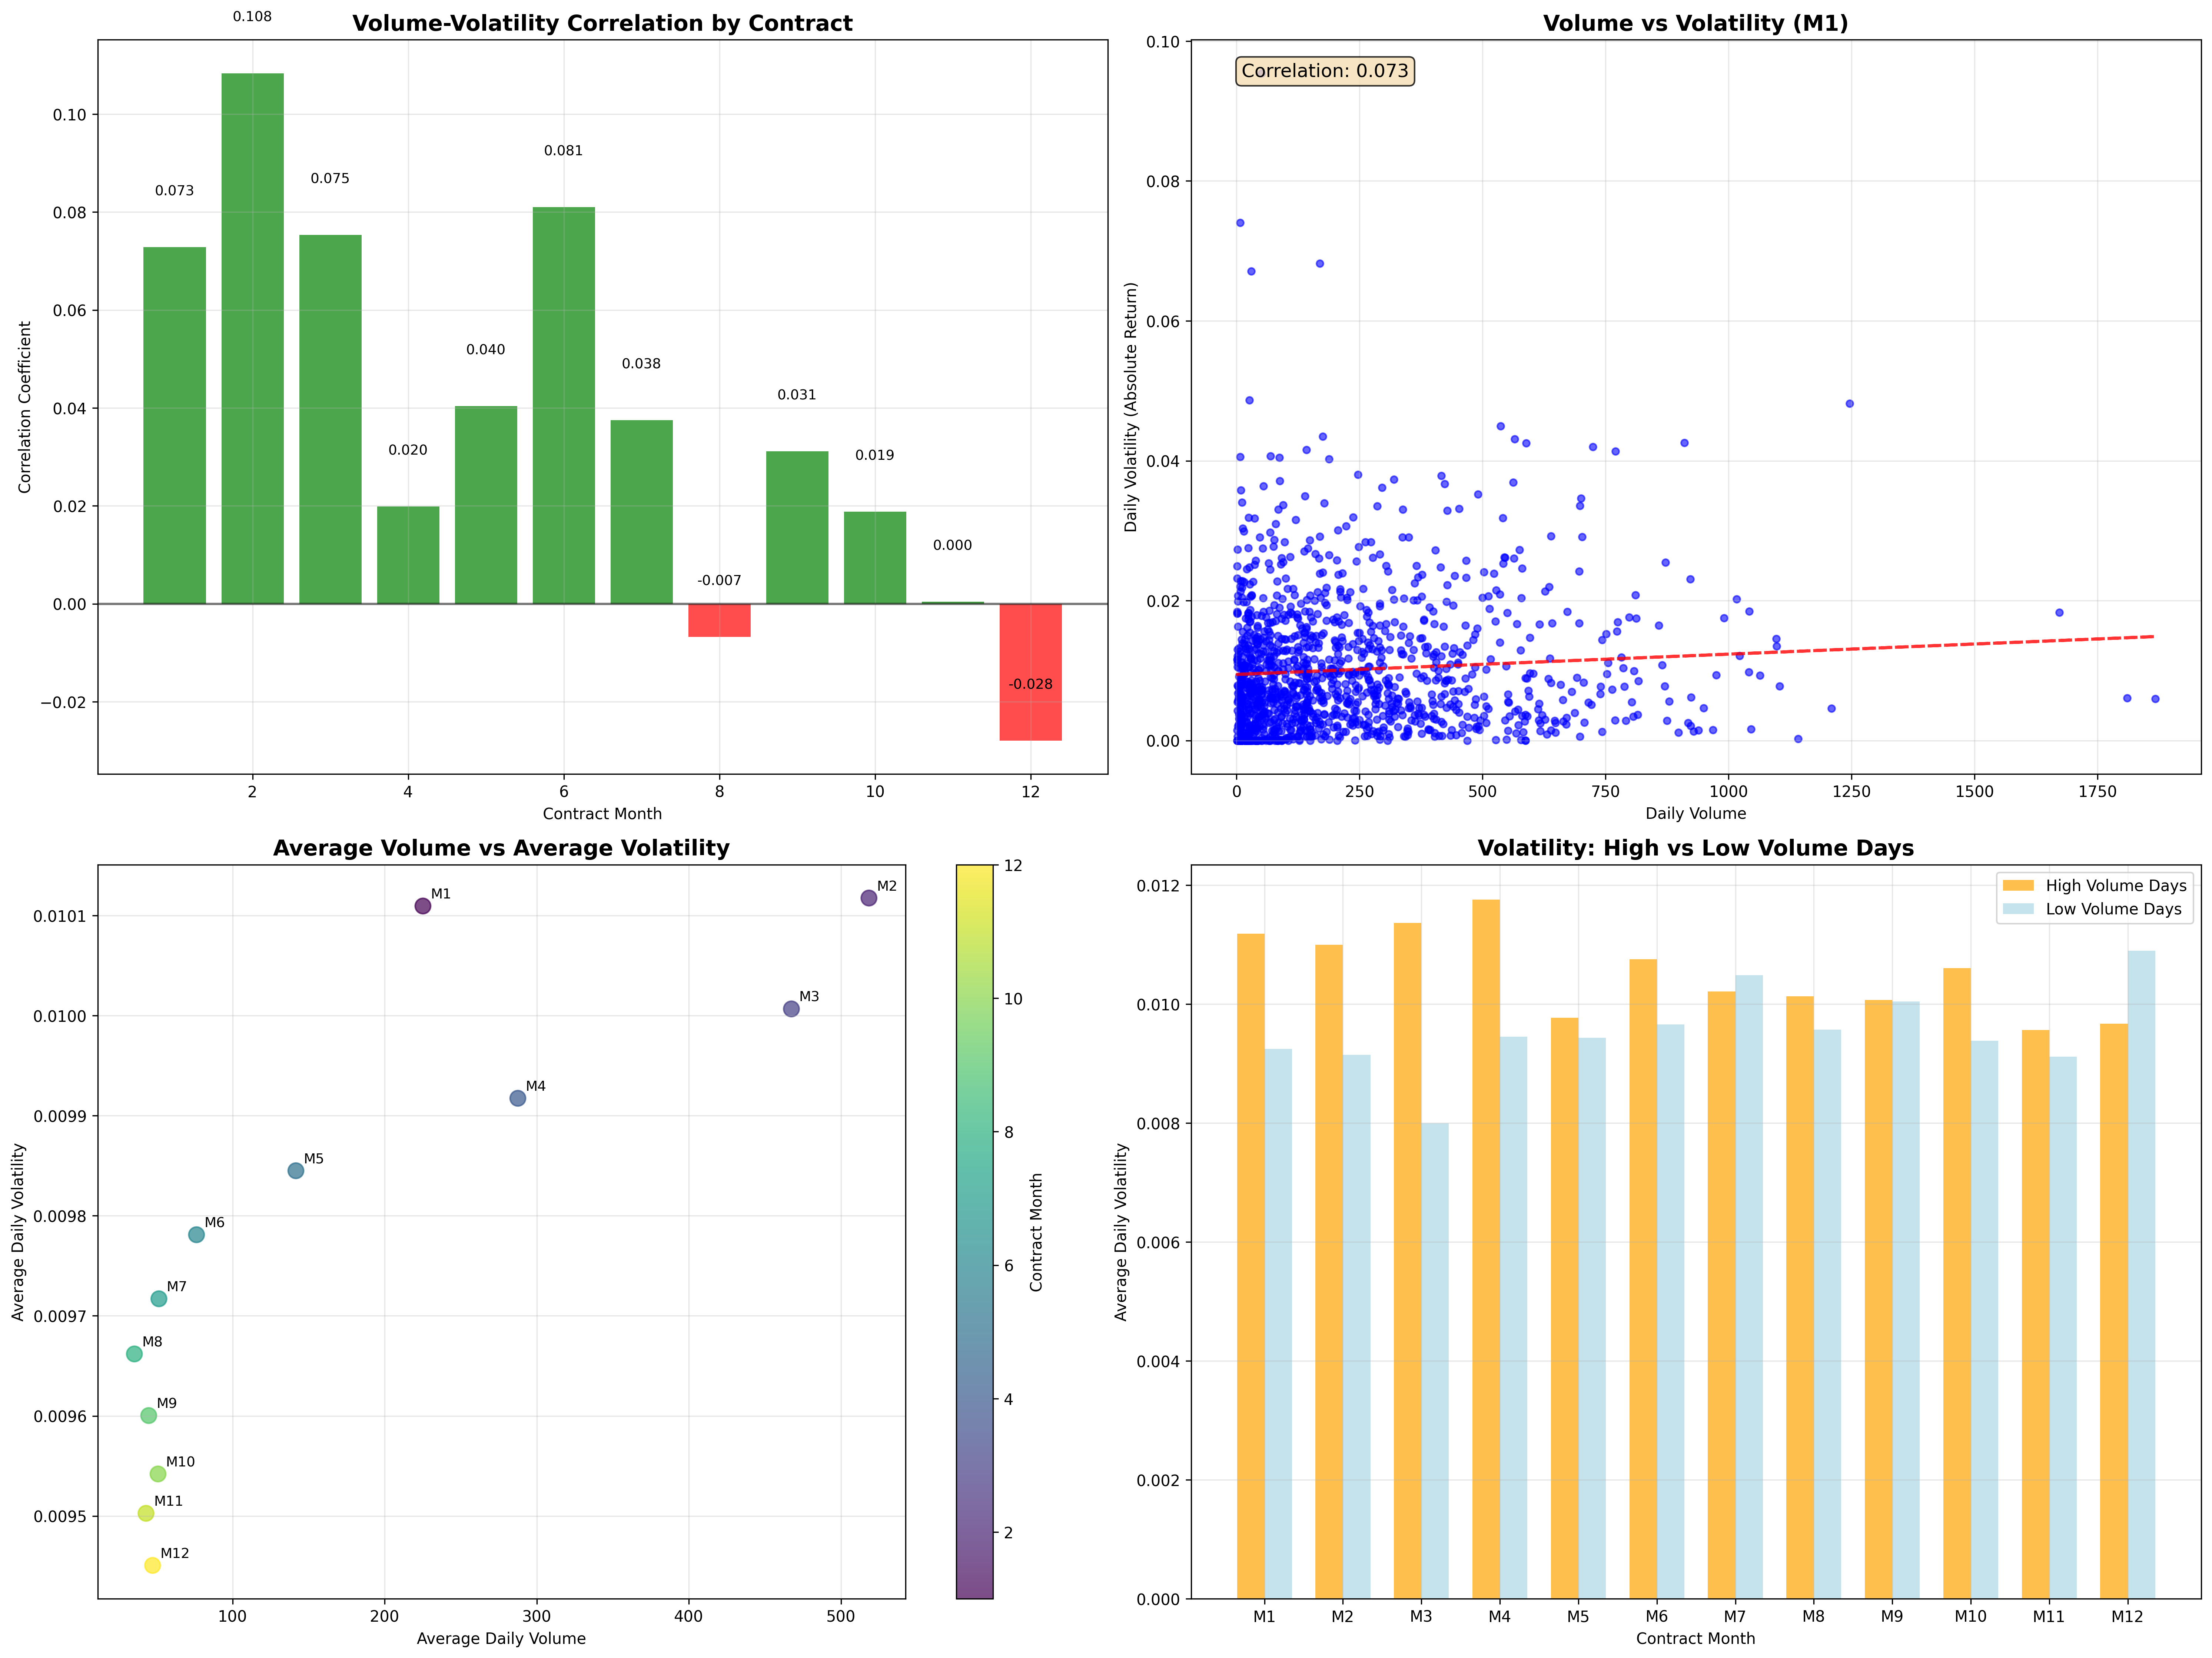 Volume-Volatility Correlation by Contract
0.108
0.073
0.075
0.020
0.040
0.081
0.038
-0.007
0.031
0.019
0.000
-0.028
0.10
0.08
0.06
0.04
0.02
0.00
−0.02
Correlation Coefficient
2 4 6 8 10 12
Contract Month
Volume vs Volatility (M1)
Correlation: 0.073
0.10
0.08
0.06
0.04
0.02
0.00
Daily Volatility (Absolute Return)
0 250 500 750 1000 1250 1500 1750
Daily Volume
Average Volume vs Average Volatility
M1
M2
M3
M4
M5
M6
M7
M8
M9
M10
M11
M12
0.0101
0.0100
0.0099
0.0098
0.0097
0.0096
0.0095
Average Daily Volatility
100 200 300 400 500
Average Daily Volume
12
10
8
6
4
2
Contract Month
Volatility: High vs Low Volume Days
High Volume Days
Low Volume Days
0.012
0.010
0.008
0.006
0.004
0.002
0.000
Average Daily Volatility
M1 M2 M3 M4 M5 M6 M7 M8 M9 M10 M11 M12
Contract Month